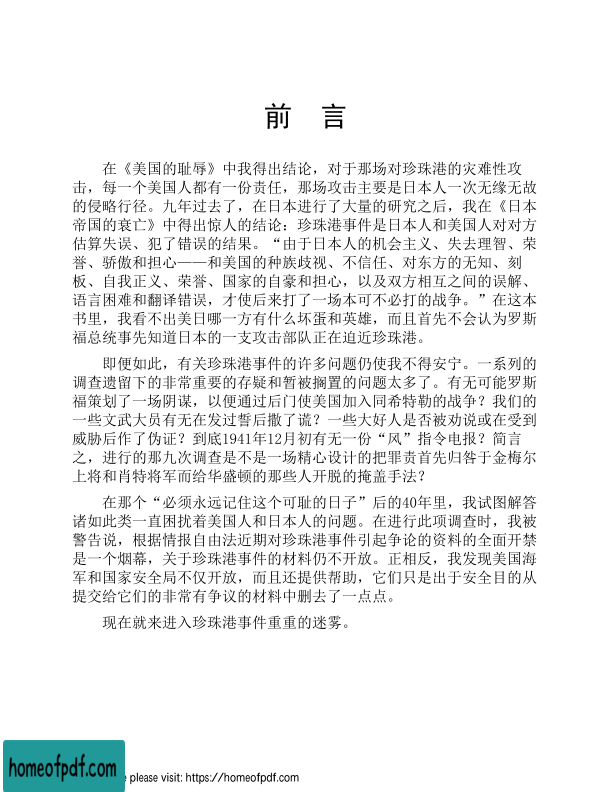 前 言
在《美国的耻辱》中我得出结论，对于那场对珍珠港的灾难性攻
击，每一个美国人都有一份责任，那场攻击主要是日本人一次无缘无故
的侵略行径。九年过去了，在日本进行了大量的研究之后，我在《日本
帝国的衰亡》中得出惊人的结论：珍珠港事件是日本人和美国人对对方
估算失误、犯了错误的结果。“由于日本人的机会主义、失去理智、荣
誉、骄傲和担心——和美国的种族歧视、不信任、对东方的无知、刻
板、自我正义、荣誉、国家的自豪和担心，以及双方相互之间的误解、
语言困难和翻译错误，才使后来打了一场本可不必打的战争。”在这本
书里，我看不出美日哪一方有什么坏蛋和英雄，而且首先不会认为罗斯
福总统事先知道日本的一支攻击部队正在迫近珍珠港。
即便如此，有关珍珠港事件的许多问题仍使我不得安宁。一系列的
调查遗留下的非常重要的存疑和暂被搁置的问题太多了。有无可能罗斯
福策划了一场阴谋，以便通过后门使美国加入同希特勒的战争？我们的
一些文武大员有无在发过誓后撒了谎？一些大好人是否被劝说或在受到
威胁后作了伪证？到底1941年12月初有无一份“风”指令电报？简言
之，进行的那九次调查是不是一场精心设计的把罪责首先归咎于金梅尔
上将和肖特将军而给华盛顿的那些人开脱的掩盖手法？
在那个“必须永远记住这个可耻的日子”后的40年里，我试图解答
诸如此类一直困扰着美国人和日本人的问题。在进行此项调查时，我被
警告说，根据情报自由法近期对珍珠港事件引起争论的资料的全面开禁
是一个烟幕，关于珍珠港事件的材料仍不开放。正相反，我发现美国海
军和国家安全局不仅开放，而且还提供帮助，它们只是出于安全目的从
提交给它们的非常有争议的材料中删去了一点点。
现在就来进入珍珠港事件重重的迷雾。
homeofpdf.com
e please visit: https://homeofpdf.com